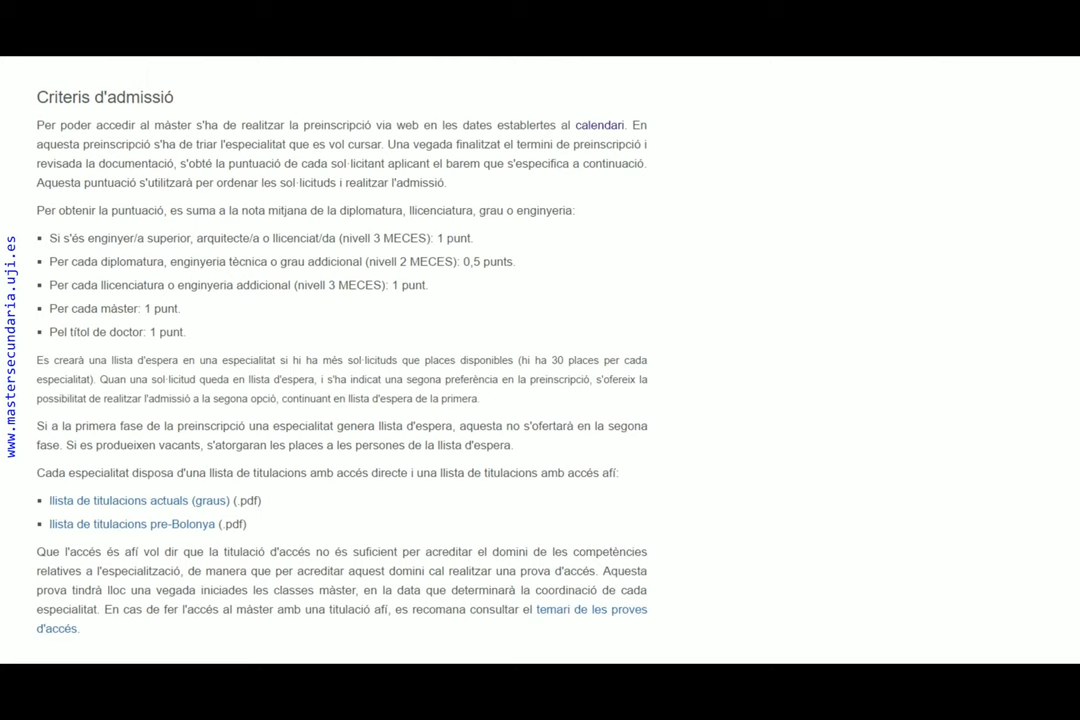 Criteris d'admissió
Per poder accedir al màster s'ha de realitzar la preinscripció via web en les dates establertes al calendari. En
aquesta preinscripció s'ha de triar l'especialitat que es vol cursar. Una vegada finalitzat el termini de preinscripció i
revisada la documentació, s'obté la puntuació de cada sol·licitant aplicant el barem que s'especifica a continuació.
Aquesta puntuació s'utilitzarà per ordenar les sol·licituds i realitzar l'admissió.
Per obtenir la puntuació, es suma a la nota mitjana de la diplomatura, llicenciatura, grau o enginyeria:
▪ Si s'és enginyer/a superior, arquitecte/a o llicenciat/da (nivell 3 MECES): 1 punt.
▪ Per cada diplomatura, enginyeria tècnica o grau addicional (nivell 2 MECES): 0,5 punts.
▪ Per cada llicenciatura o enginyeria addicional (nivell 3 MECES): 1 punt.
▪ Per cada màster: 1 punt.
▪ Pel títol de doctor: 1 punt.
Es crearà una llista d'espera en una especialitat si hi ha més sol·licituds que places disponibles (hi ha 30 places per cada
especialitat). Quan una sol·licitud queda en llista d'espera, i s'ha indicat una segona preferència en la preinscripció, s'ofereix la
possibilitat de realitzar l'admissió a la segona opció, continuant en llista d'espera de la primera.
Si a la primera fase de la preinscripció una especialitat genera llista d'espera, aquesta no s'ofertarà en la segona
fase. Si es produeixen vacants, s'atorgaran les places a les persones de la llista d'espera.
Cada especialitat disposa d'una llista de titulacions amb accés directe i una llista de titulacions amb accés afí:
▪ llista de titulacions actuals (graus) (.pdf)
▪ llista de titulacions pre-Bolonya (.pdf)
Que l'accés és afí vol dir que la titulació d'accés no és suficient per acreditar el domini de les competències
relatives a l'especialització, de manera que per acreditar aquest domini cal realitzar una prova d'accés. Aquesta
prova tindrà lloc una vegada iniciades les classes màster, en la data que determinarà la coordinació de cada
especialitat. En cas de fer l'accés al màster amb una titulació afí, es recomana consultar el temari de les proves
d'accés.
www.mastersecundaria.uji.es